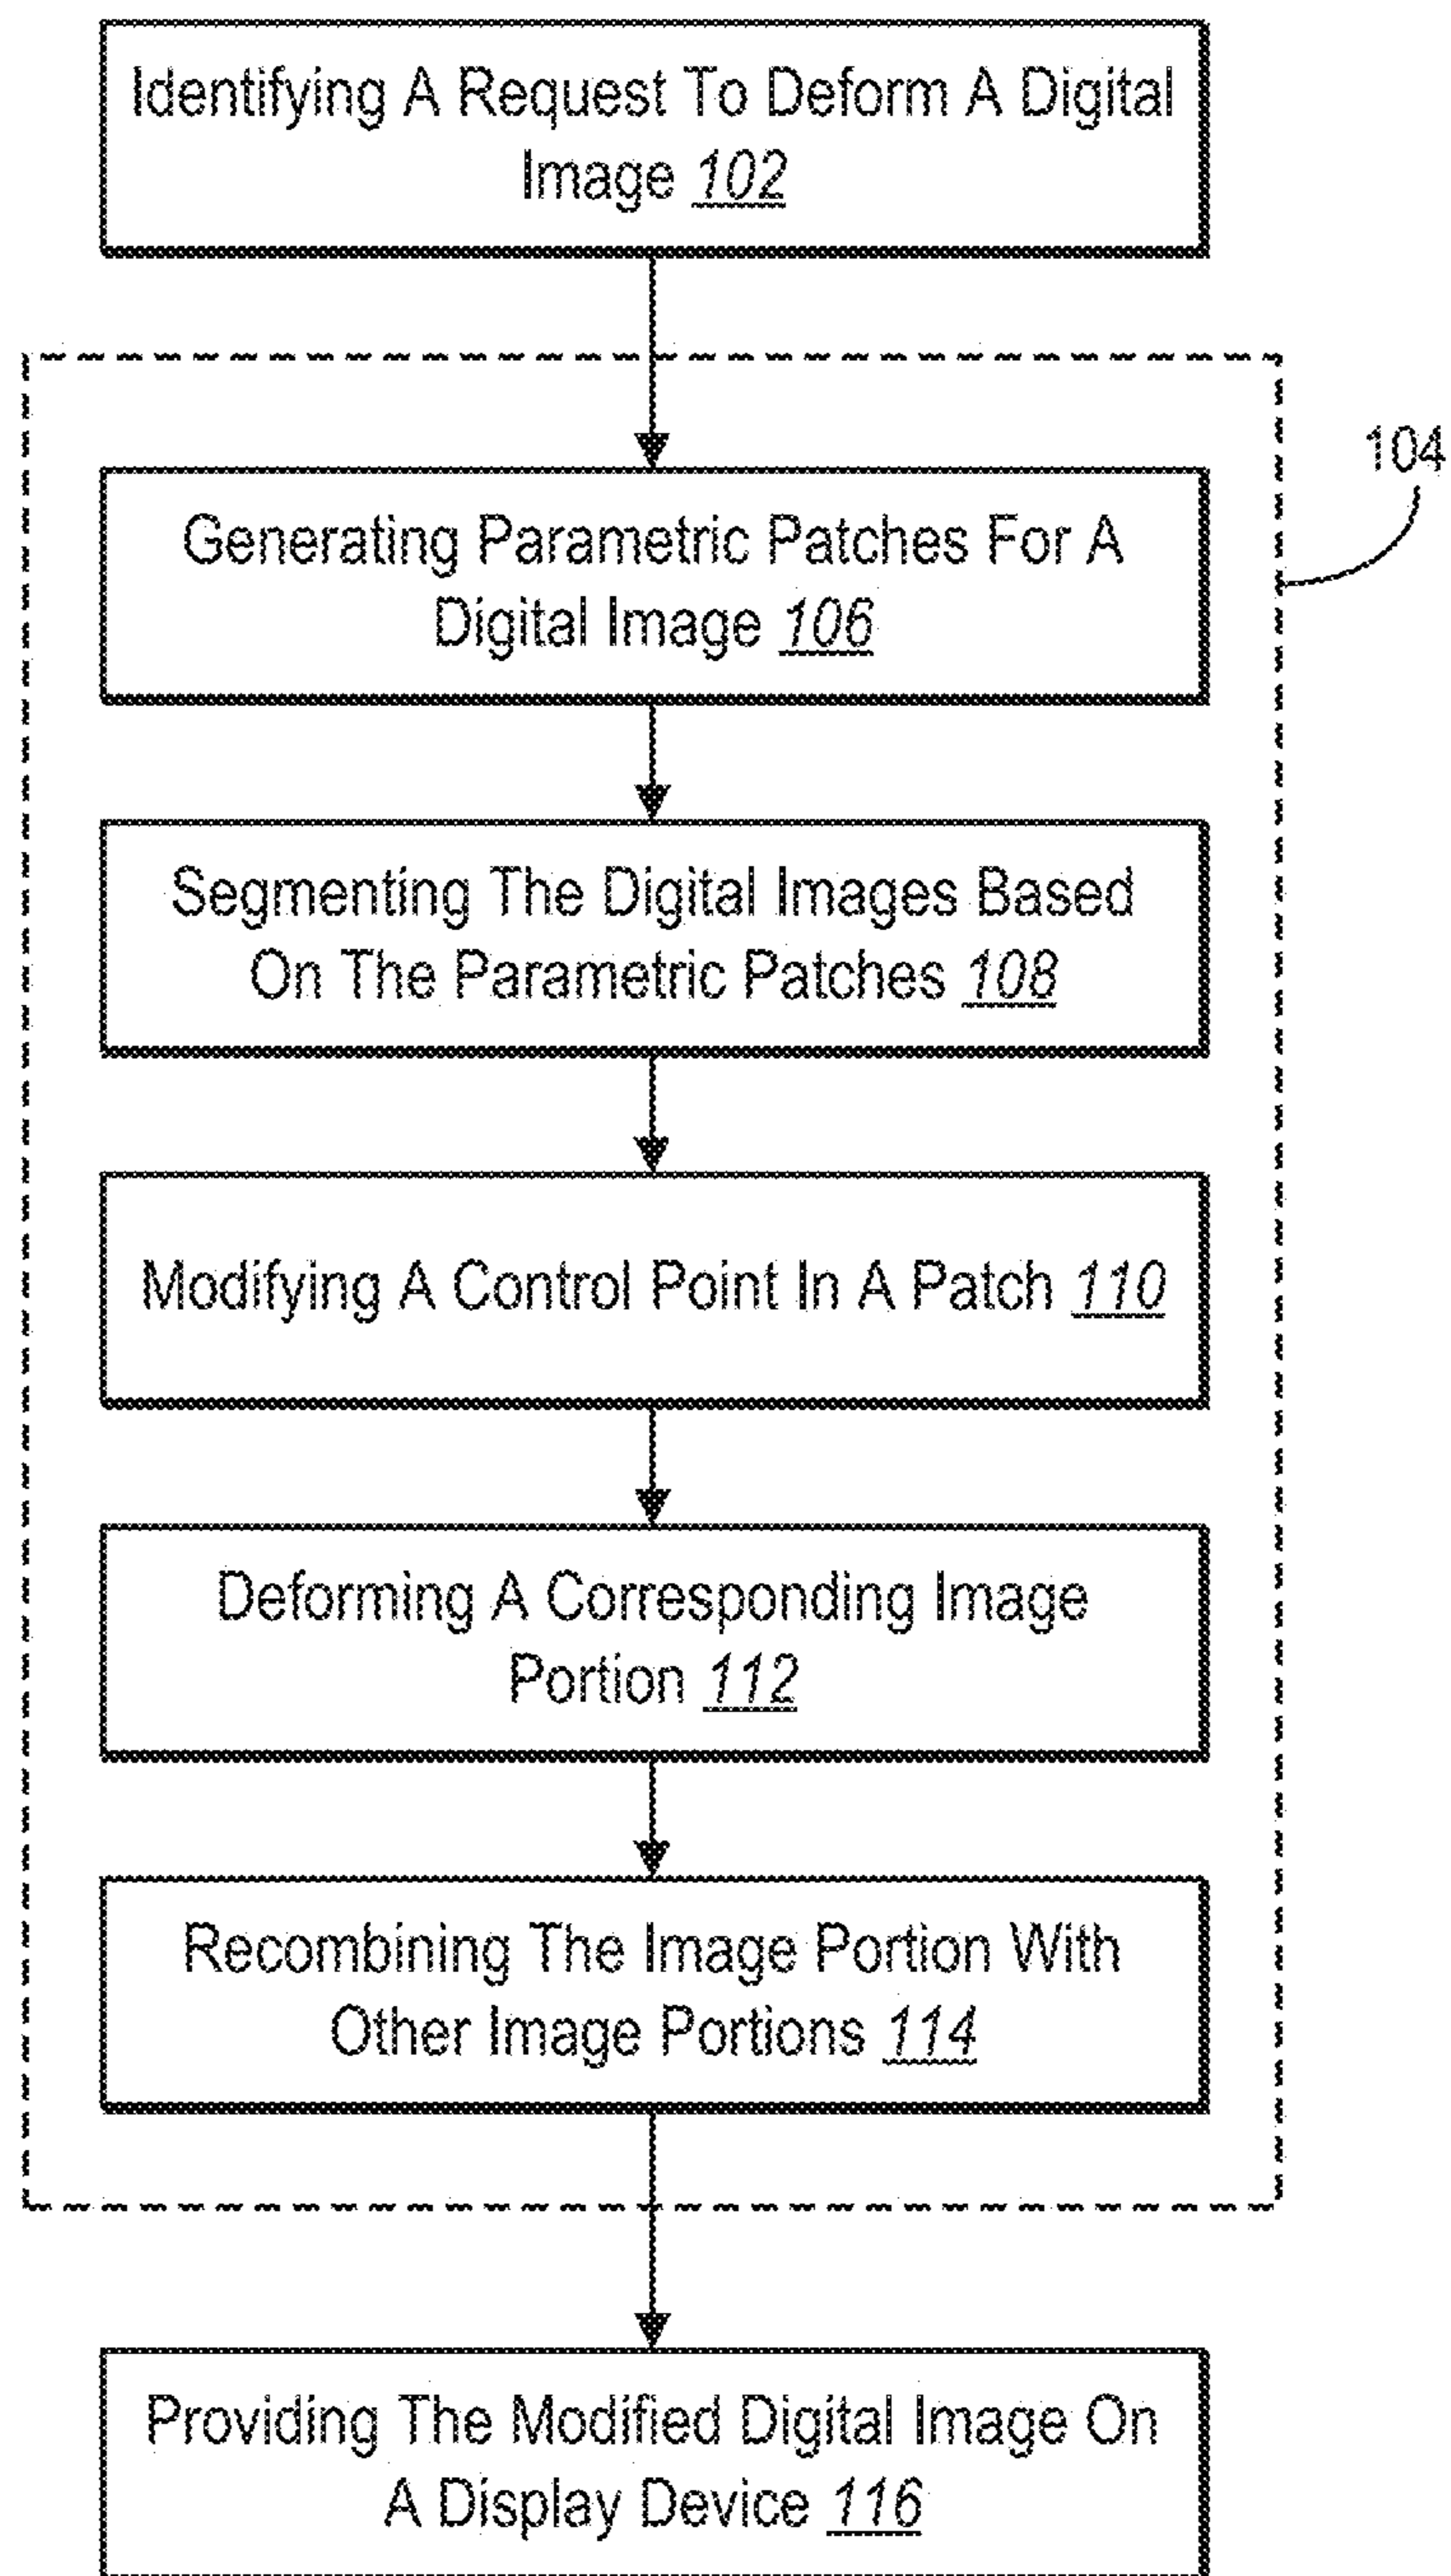 Identifying A Request To Deform A Digital
Image 102
104
Generating Parametric Patches For A
Digital Image 106
Segmenting The Digital Images Based
On The Parametric Patches 108
Modifying A Control Point In A Patch 110
Deforming A Corresponding Image
Portion 112
Recombining The Image Portion With
Other Image Portions 114
Providing The Modified Digital Image On
A Display Device 116